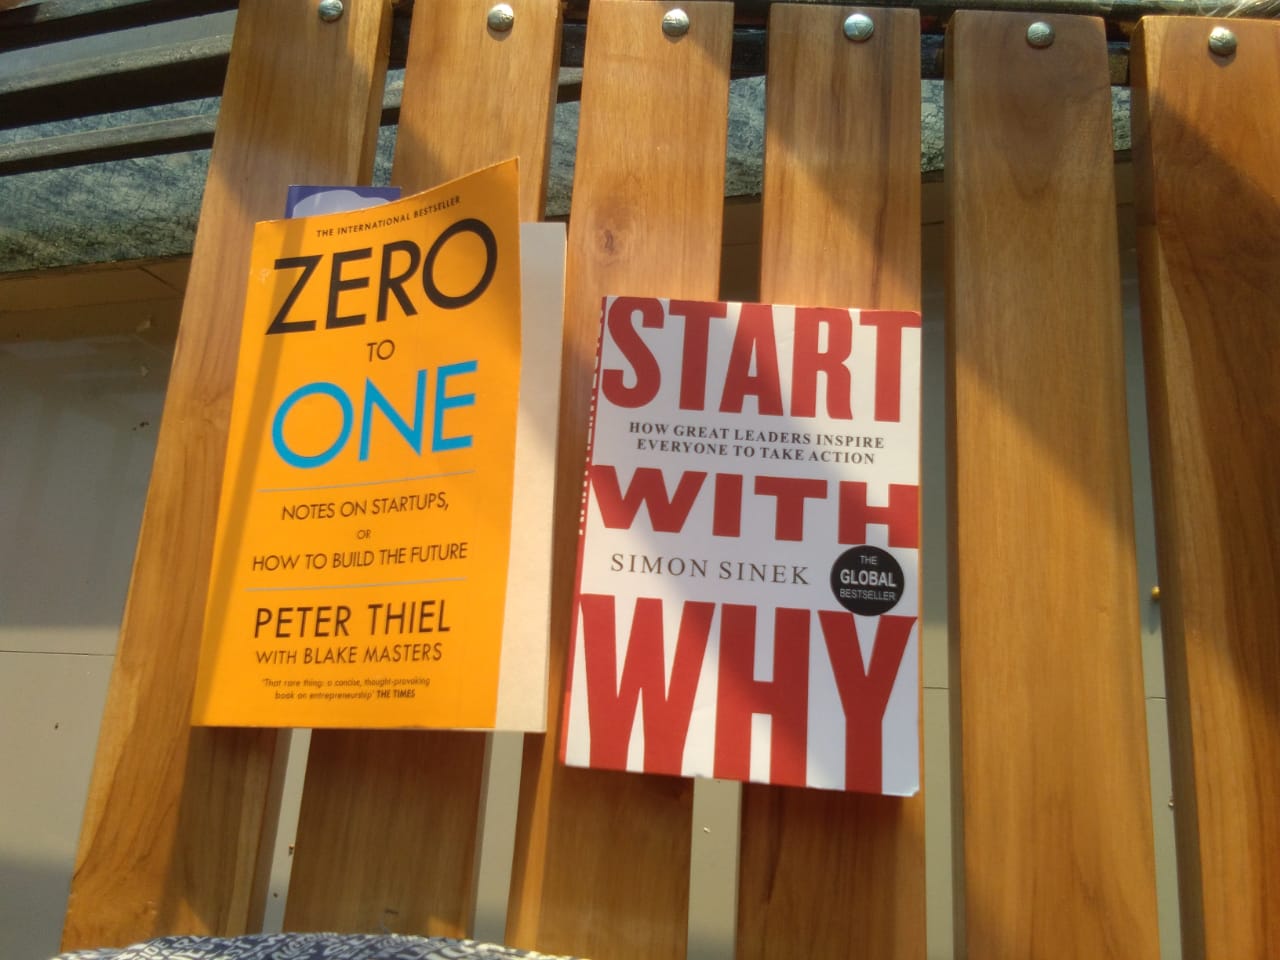 THE INTERNATIONAL BESTSELLER
ZERO
TO
ONE
NOTES ON STARTUPS,
OR
HOW TO BUILD THE FUTURE
PETER THIEL
WITH BLAKE MASTERS
'That rare thing: a concise, thought-provoking
book on entrepreneurship' THE TIMES
START
HOW GREAT LEADERS INSPIRE
EVERYONE TO TAKE ACTION
WITH
SIMON SINEK
THE
GLOBAL
BESTSELLER
WHY